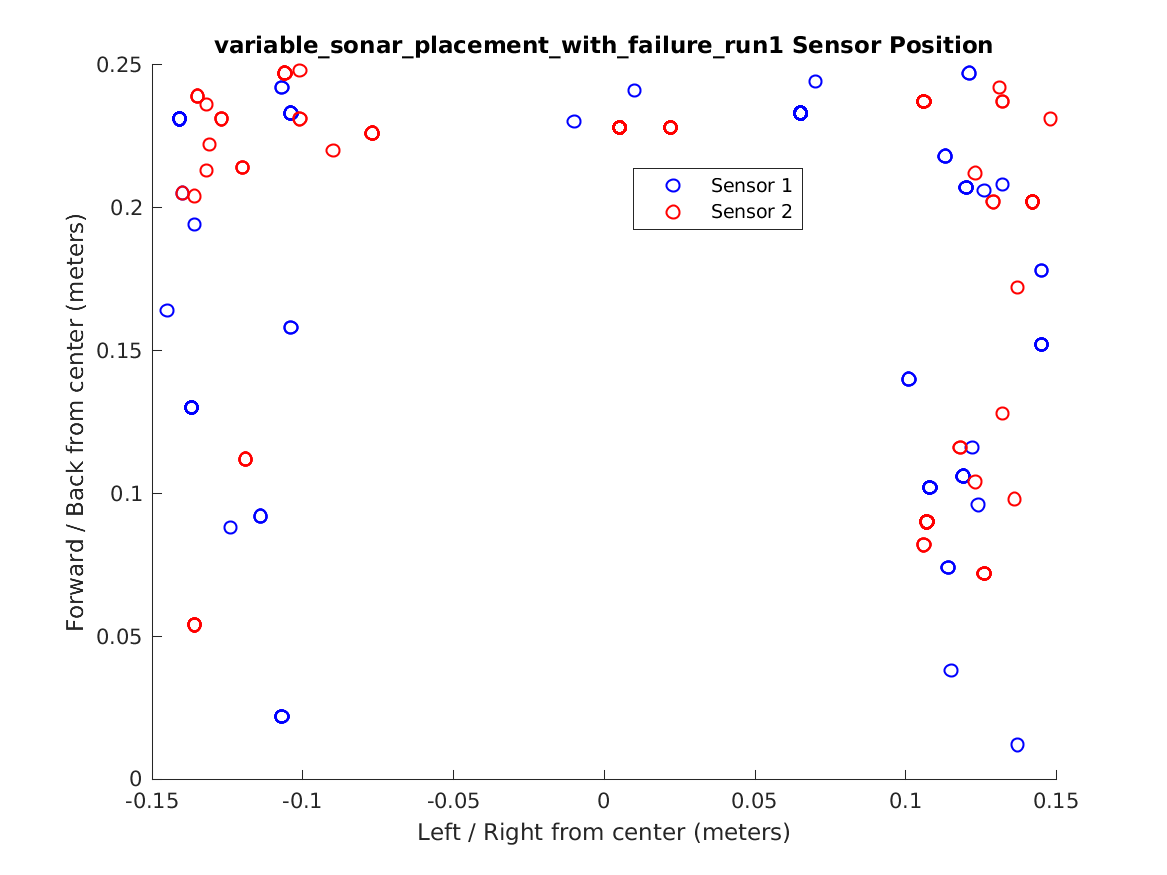 variable_sonar_placement_with_failure_run1 Sensor Position
0.25
0.2
0.15
0.1
0.05
0
Forward / Back from center (meters)
Sensor 1
Sensor 2
-0.15
-0.1
-0.05
0
0.05
0.1
0.15
Left / Right from center (meters)